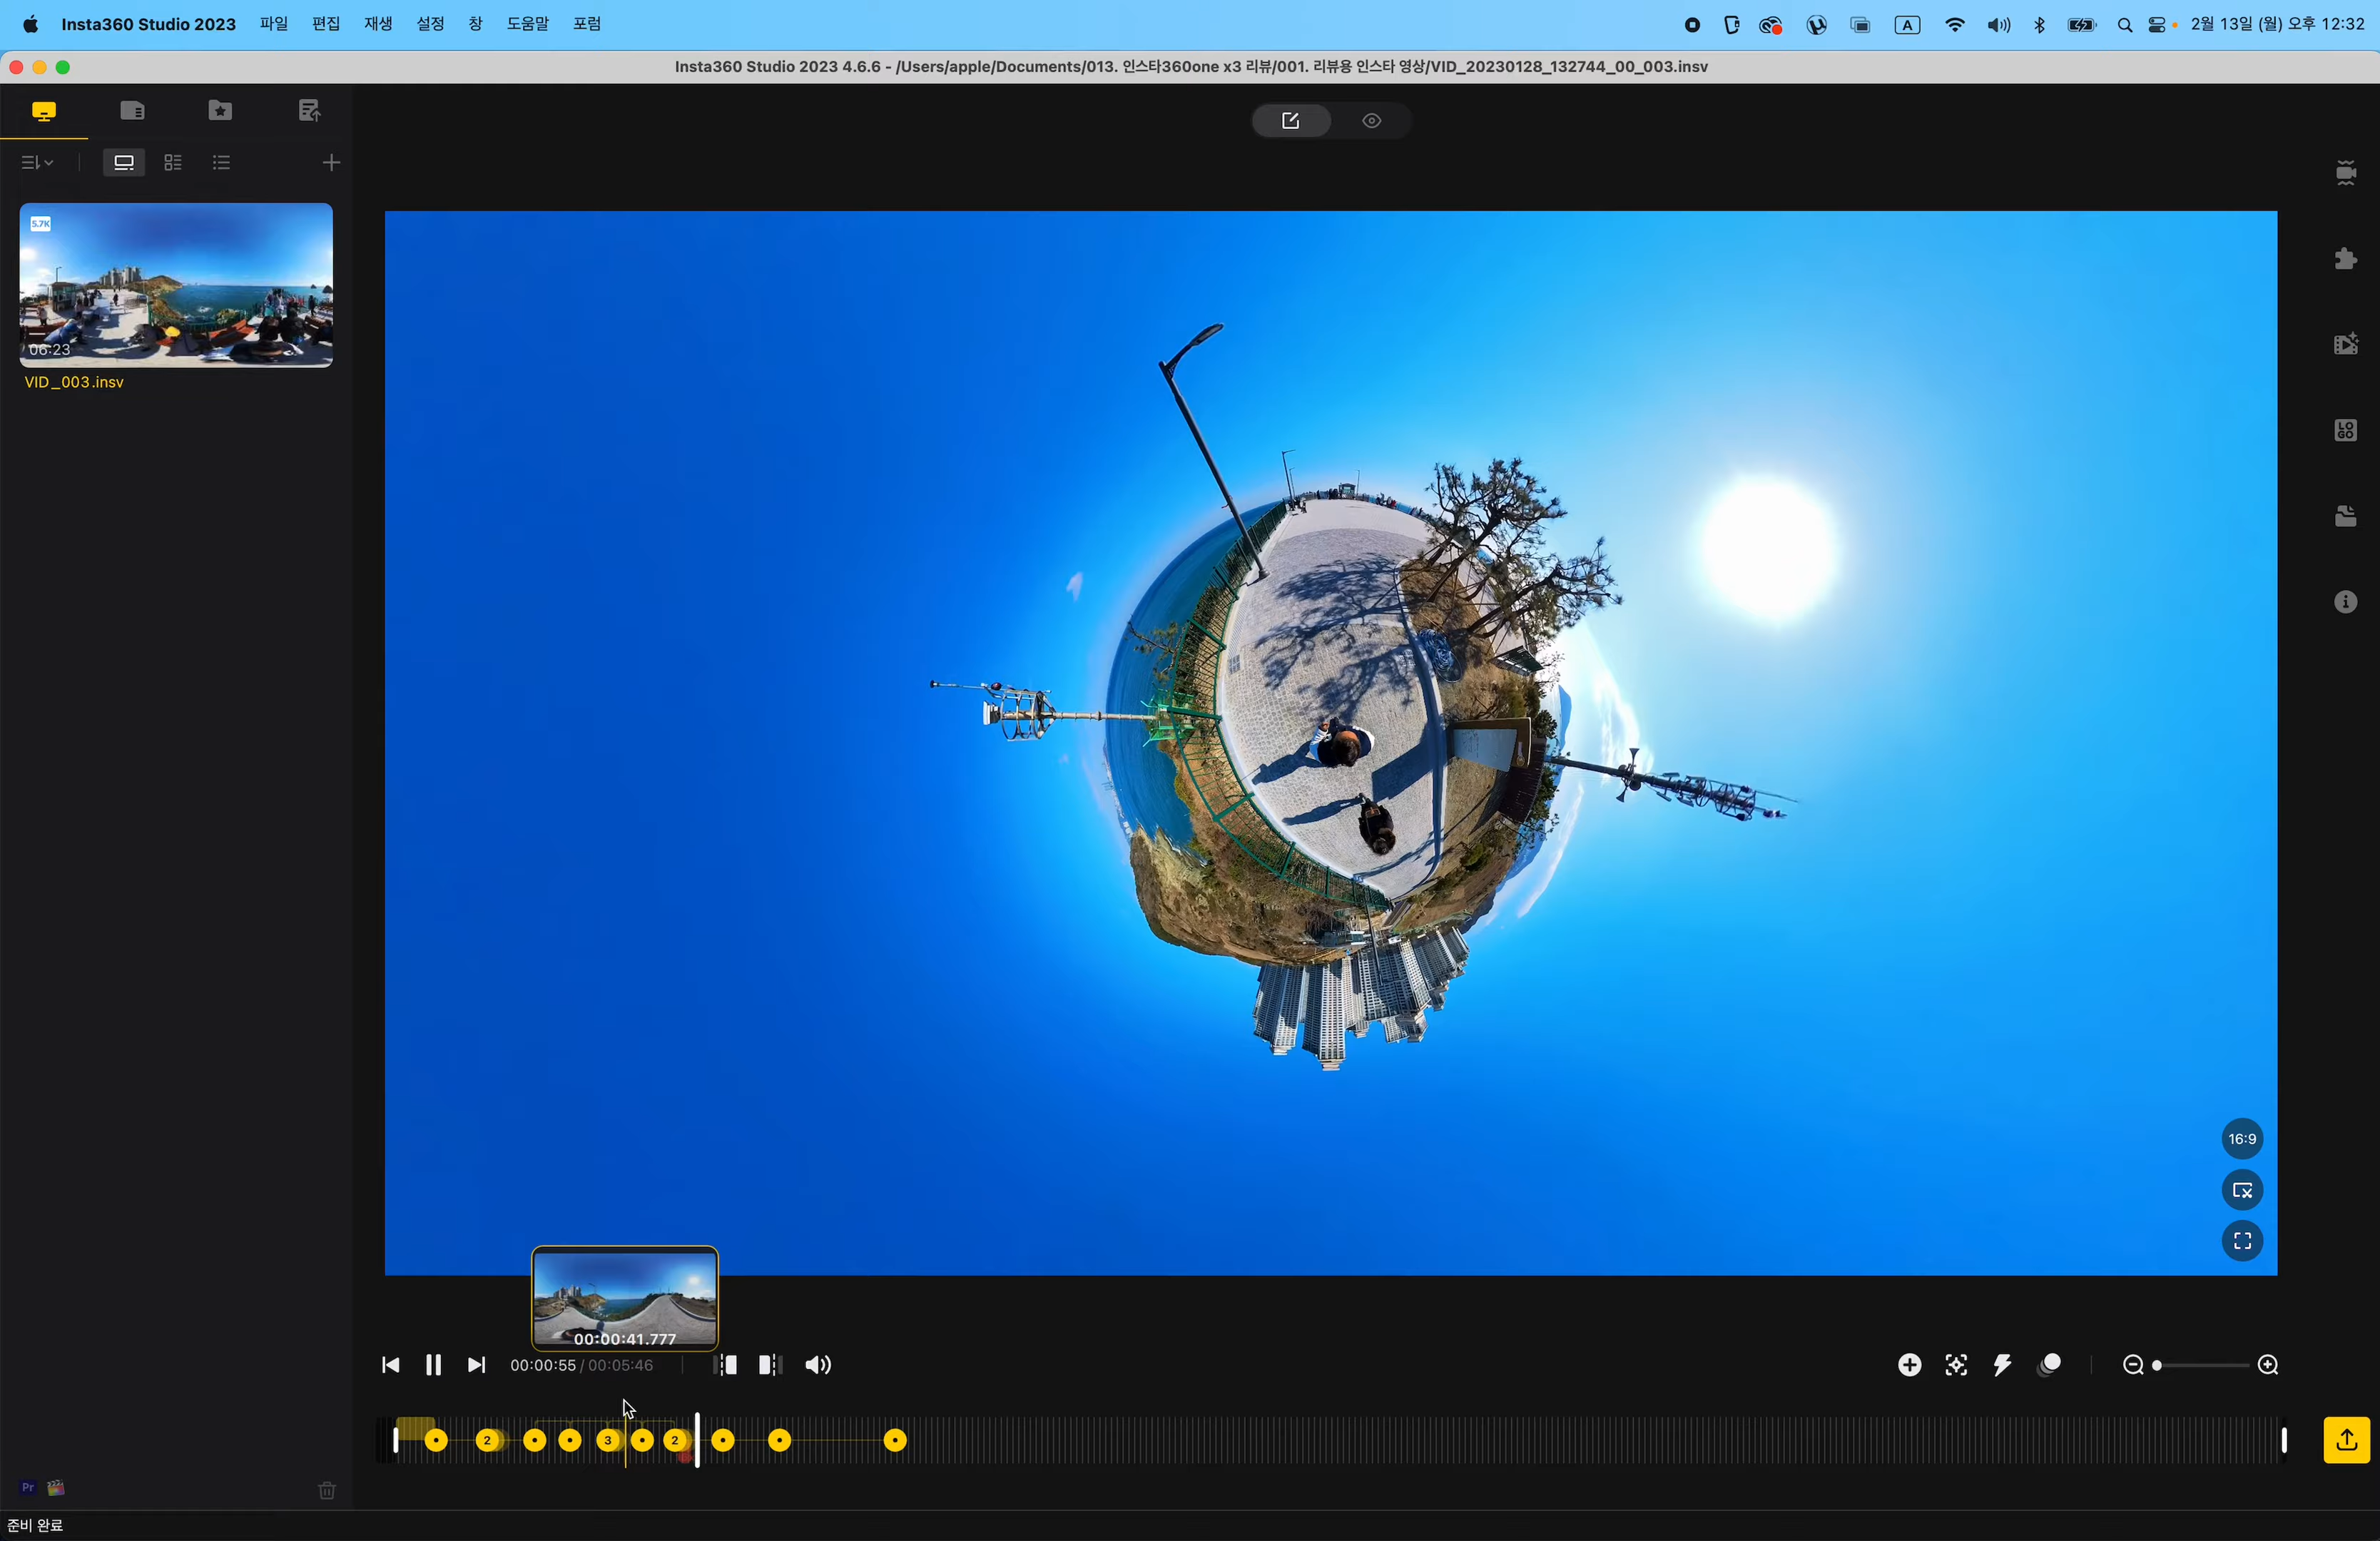 Insta360 Studio 2023 파일 편집 재생 설정 창 도움말 포럼
A 2월 13일 (월) 오후 12:32
Insta360 Studio 2023 4.6.6 - /Users/apple/Documents/013. 인스타360one x3 리뷰/001. 리뷰용 인스타 영상/VID_20230128_132744_00_003.insv
5.7K
06:23
VID_003.insv
LO
GO
16:9
00:00:41.777
00:00:55 / 00:05:46
2 3 2
Pr
준비 완료